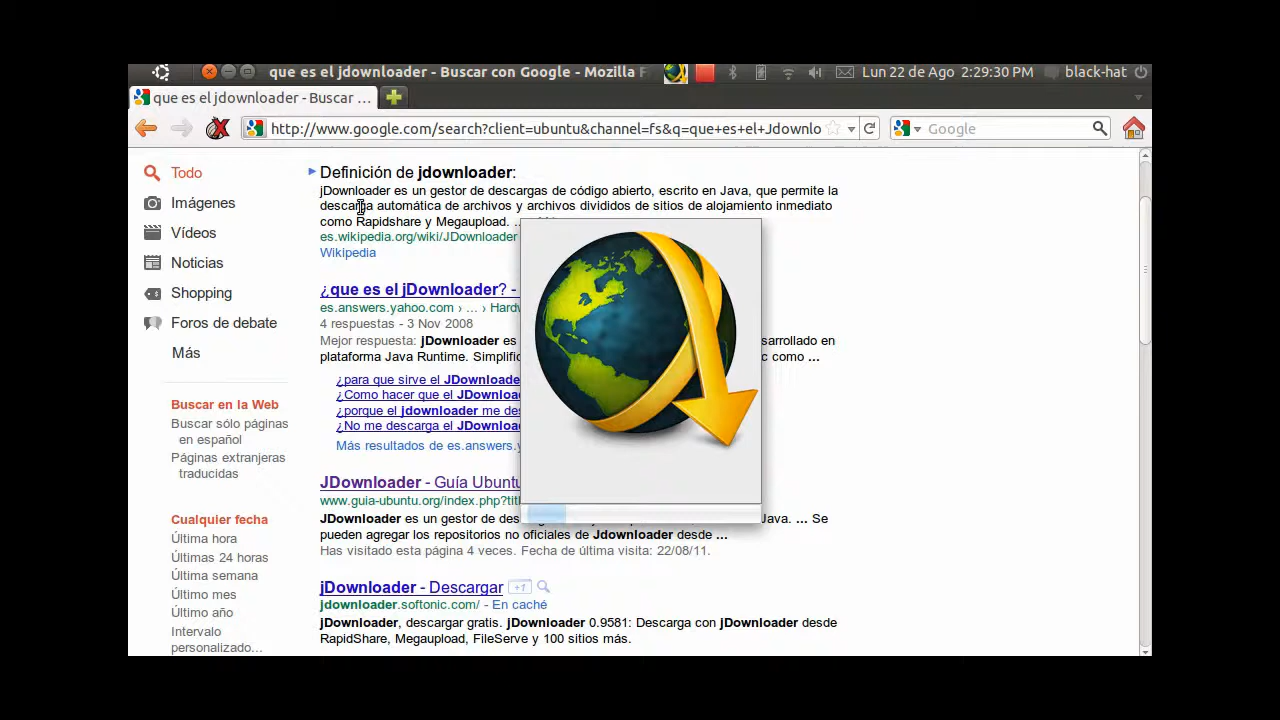 que es el jdownloader - Buscar con Google - Mozilla F
Lun 22 de Ago 2:29:30 PM
black-hat
que es el jdownloader - Buscar ...
http://www.google.com/search?client=ubuntu&channel=fs&q=que+es+el+Jdownlo
Google
Todo
Imágenes
Vídeos
Noticias
Shopping
Foros de debate
Más
Buscar en la Web
Buscar sólo páginas
en español
Páginas extranjeras
traducidas
Cualquier fecha
Última hora
Últimas 24 horas
Última semana
Último mes
Último año
Intervalo
personalizado...
Definición de jdownloader:
jDownloader es un gestor de descargas de código abierto, escrito en Java, que permite la
descarga automática de archivos y archivos divididos de sitios de alojamiento inmediato
como Rapidshare y Megaupload. ...
es.wikipedia.org/wiki/JDownloader
Wikipedia
¿que es el jDownloader? -
es.answers.yahoo.com › ... › Hardw
4 respuestas - 3 Nov 2008
Mejor respuesta: jDownloader es sarrollado en
plataforma Java Runtime. Simplific c como ...
¿para que sirve el JDownloade
¿Como hacer que el JDownloa
¿porque el jdownloader me des
¿No me descarga el JDownloa
Más resultados de es.answers.y
JDownloader - Guía Ubuntu
www.guia-ubuntu.org/index.php?titl
JDownloader es un gestor de desc Java. ... Se
pueden agregar los repositorios no oficiales de Jdownloader desde ...
Has visitado esta página 4 veces. Fecha de última visita: 22/08/11.
jDownloader - Descargar +1
jdownloader.softonic.com/ - En caché
jDownloader, descargar gratis. jDownloader 0.9581: Descarga con jDownloader desde
RapidShare, Megaupload, FileServe y 100 sitios más.